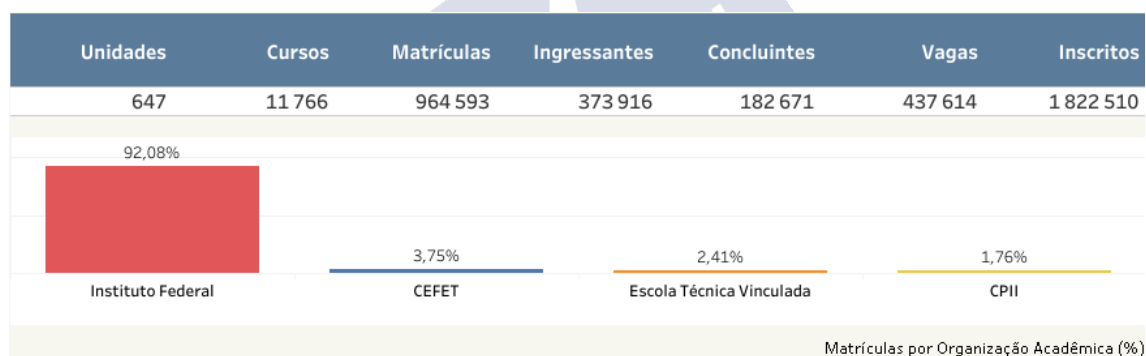 Unidades Cursos Matrículas Ingressantes Concluintes Vagas Inscritos
647 11 766 964 593 373 916 182 671 437 614 1 822 510
92,08%
3,75% 2,41% 1,76%
Instituto Federal CEFET Escola Técnica Vinculada CPII
Matrículas por Organização Acadêmica (%)